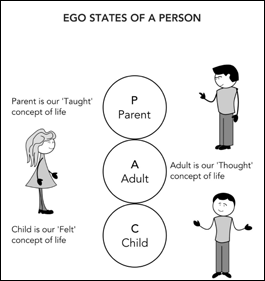 EGO STATES OF A PERSON
P
Parent
Parent is our 'Taught'
concept of life
A
Adult
Adult is our 'Thought'
concept of life
C
Child
Child is our 'Felt'
concept of life